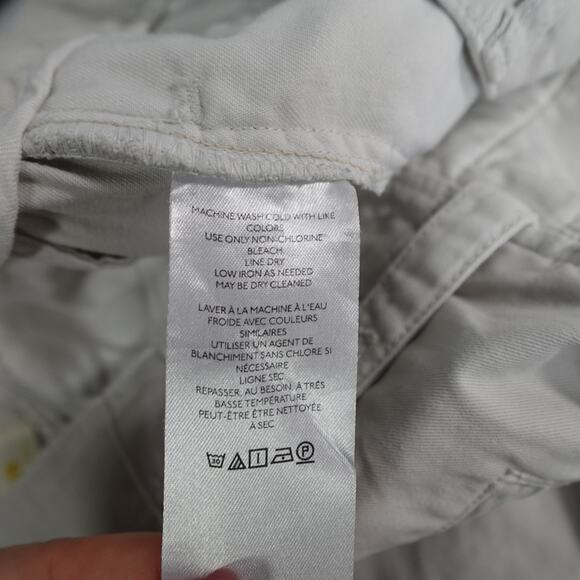 MACHINE WASH COLD WITH LIKE
COLORS
USE ONLY NON-CHLORINE
BLEACH
LINE DRY
LOW IRON AS NEEDED
MAY BE DRY CLEANED
LAVER À LA MACHINE À L'EAU
FROIDE AVEC COULEURS
SIMILAIRES
UTILISER UN AGENT DE
BLANCHIMENT SANS CHLORE SI
NÉCESSAIRE
LIGNE SEC
REPASSER, AU BESOIN, À TRÉS
BASSE TEMPÉRATURE
PEUT-ÊTRE ÊTRE NETTOYÉE
À SEC
30 P